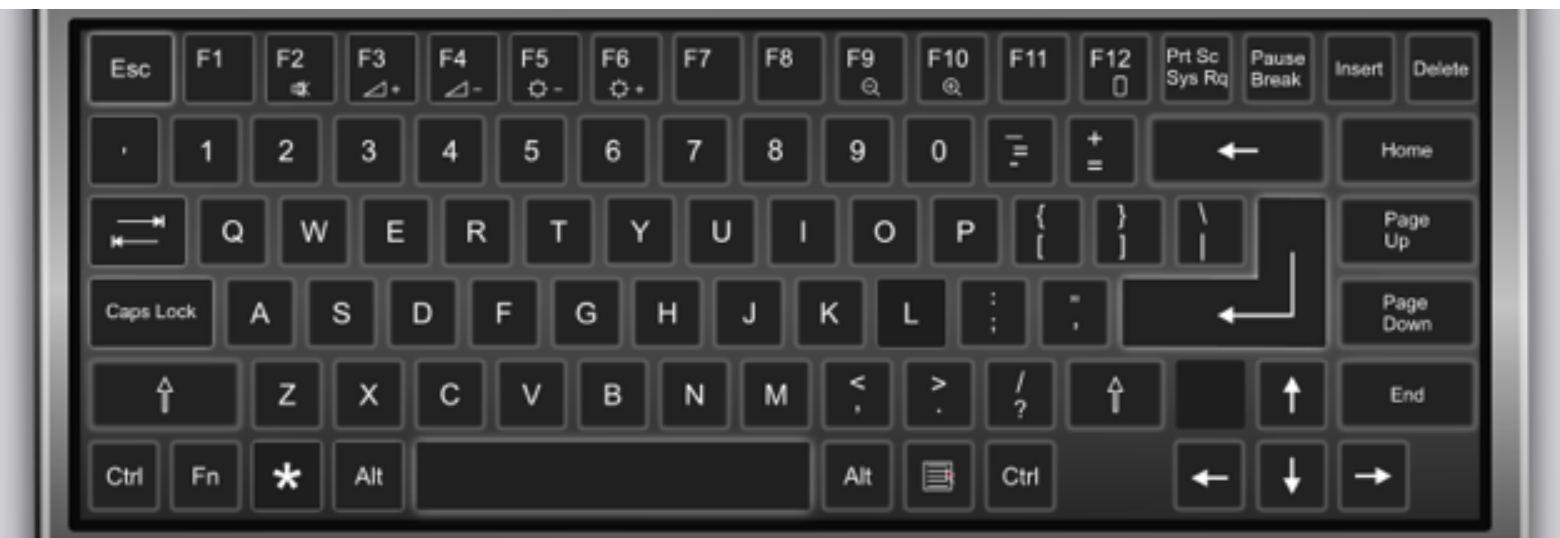 Esc F1 F2 F3 + F4 - F5 - F6 + F7 F8 F9 F10 F11 F12 Prt Sc Sys Rq Pause Break Insert Delete
' 1 2 3 4 5 6 7 8 9 0 _ = - + = ← Home
Q W E R T Y U I O P { [ } ] \ | Page Up
Caps Lock A S D F G H J K L : ; " , Page Down
⇧ Z X C V B N M < , > . / ? ⇧ ↑ End
Ctrl Fn * Alt Alt Ctrl ← ↓ →